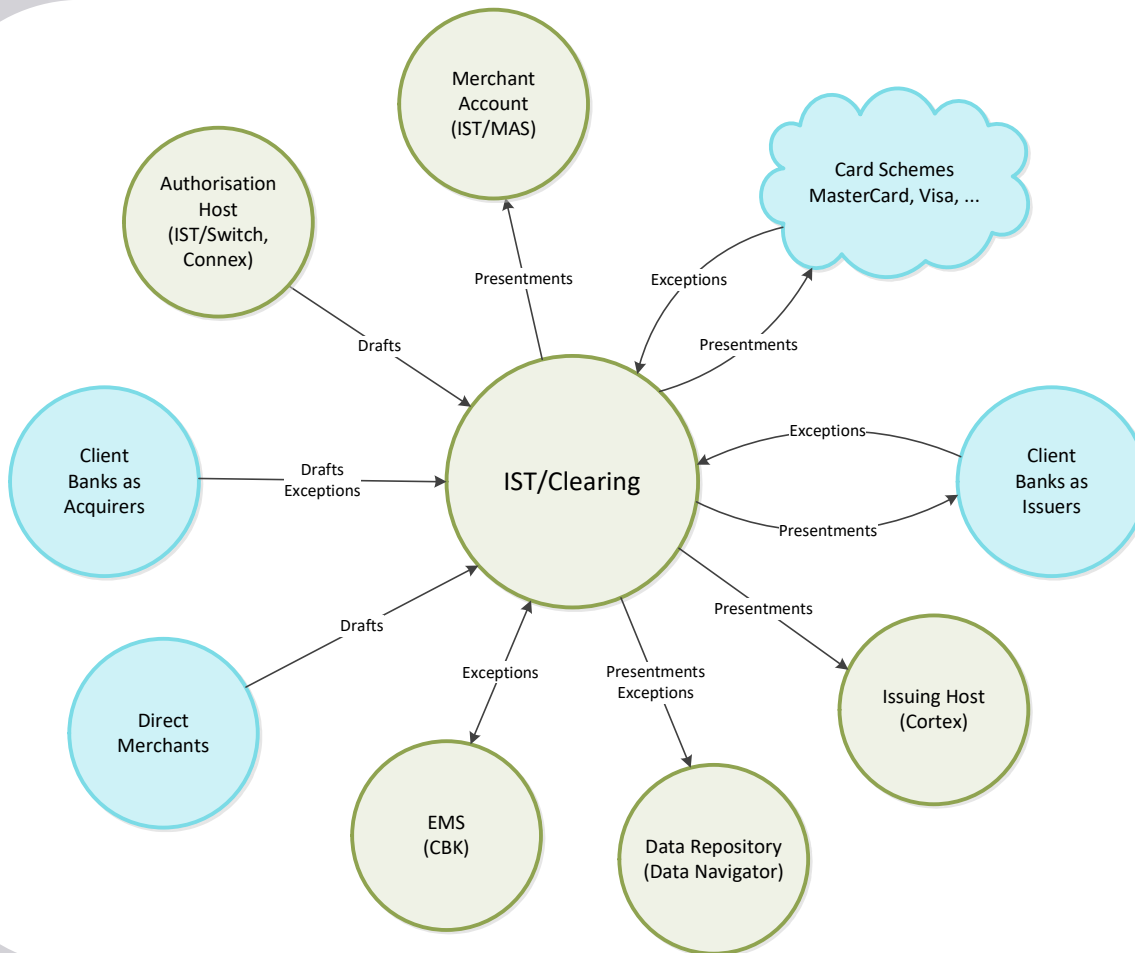 Merchant
Account
(IST/MAS)
Card Schemes
MasterCard, Visa, ...
Authorisation
Host
(IST/Switch,
Connex)
Presentments
Exceptions
Presentments
Drafts
Client
Banks as
Acquirers
Drafts
Exceptions
IST/Clearing
Exceptions
Presentments
Client
Banks as
Issuers
Direct
Merchants
Drafts
Exceptions
Presentments
Exceptions
Presentments
Issuing Host
(Cortex)
EMS
(CBK)
Data Repository
(Data Navigator)